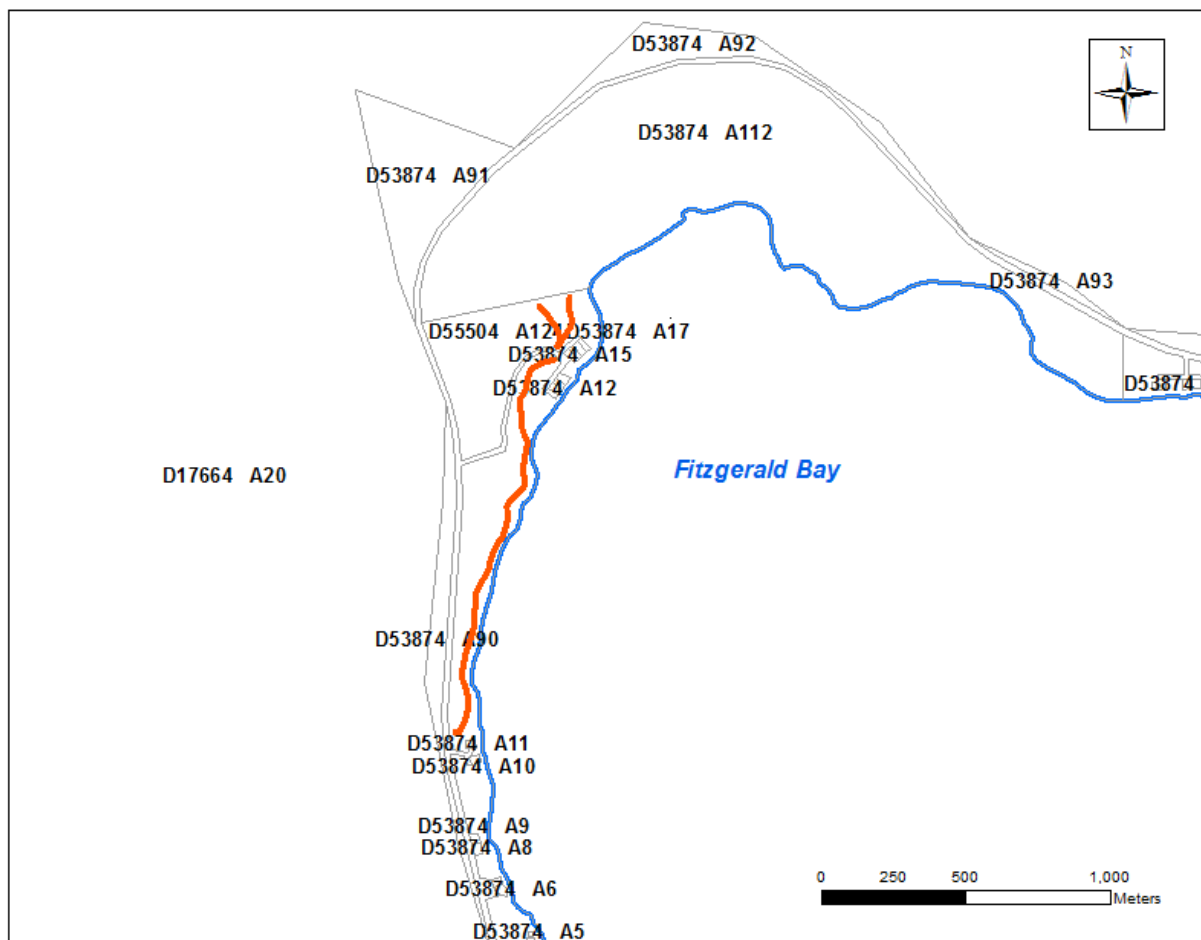 D53874 A92
N
D53874 A112
D53874 A91
D53874 A93
D55504 A124
D53874 A17
D53874 A15
D53874 A12
D53874
D17664 A20
Fitzgerald Bay
D53874 A90
D53874 A11
D53874 A10
D53874 A9
D53874 A8
D53874 A6
D53874 A5
0 250 500 1,000
Meters